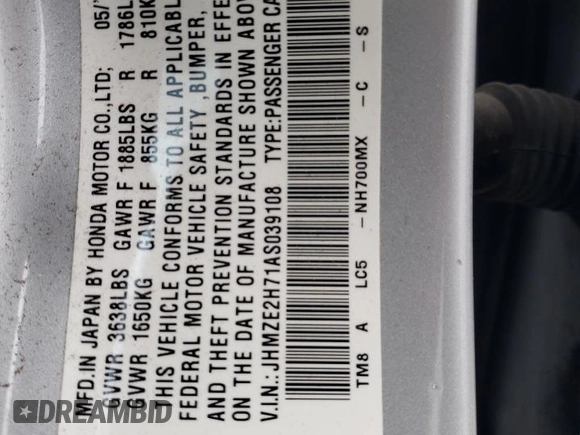 MFD.IN JAPAN BY HONDA MOTOR CO.,LTD; 05/
GVWR 3638LBS GAWR F 1885LBS R 1786L
GVWR 1650KG GAWR F 855KG R 810K
THIS VEHICLE CONFORMS TO ALL APPLICABL
FEDERAL MOTOR VEHICLE SAFETY ,BUMPER,
AND THEFT PREVENTION STANDARDS IN EFFE
ON THE DATE OF MANUFACTURE SHOWN ABOV
V.I.N.: JHMZE2H71AS039108 TYPE:PASSENGER CA
TM8 A LC5 - NH700MX - C - S
DREAMBID